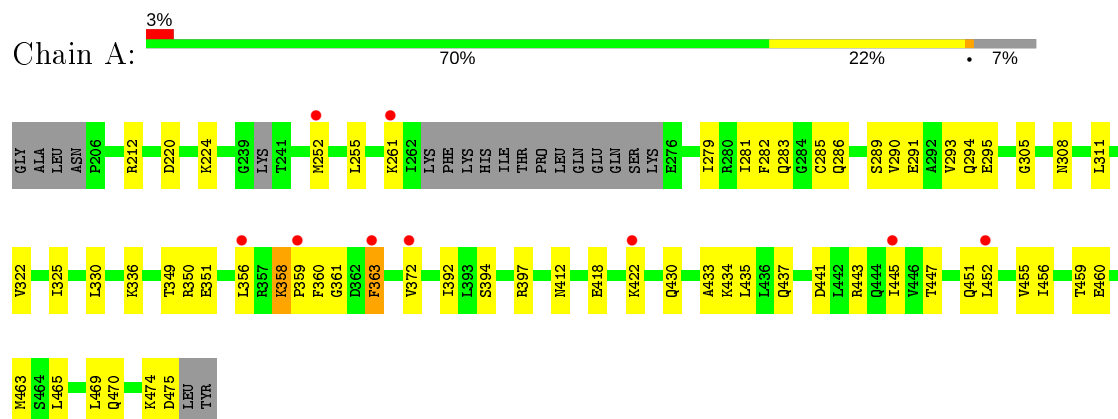 3%
Chain A:
70% 22% • 7%
GLY ALA LEU ASN P206 R212 D220 K224 G239 LYS T241 M252 L255 K261 I262 LYS PHE LYS HIS ILE THR PRO LEU GLN GLU GLN SER LYS E276 I279 R280 I281 F282 Q283 G284 C285 Q286 S289 V290 E291 A292 V293 Q294 E295 G305 N308 L311
V322 I325 L330 K336 T349 R350 E351 L356 R357 K358 P359 F360 G361 D362 F363 V372 I392 L393 S394 R397 N412 E418 K422 Q430 A433 K434 L435 L436 Q437 D441 L442 R443 Q444 I445 V446 T447 Q451 L452 V455 I456 T459 E460
M463 S464 L465 L469 Q470 K474 D475 LEU TYR